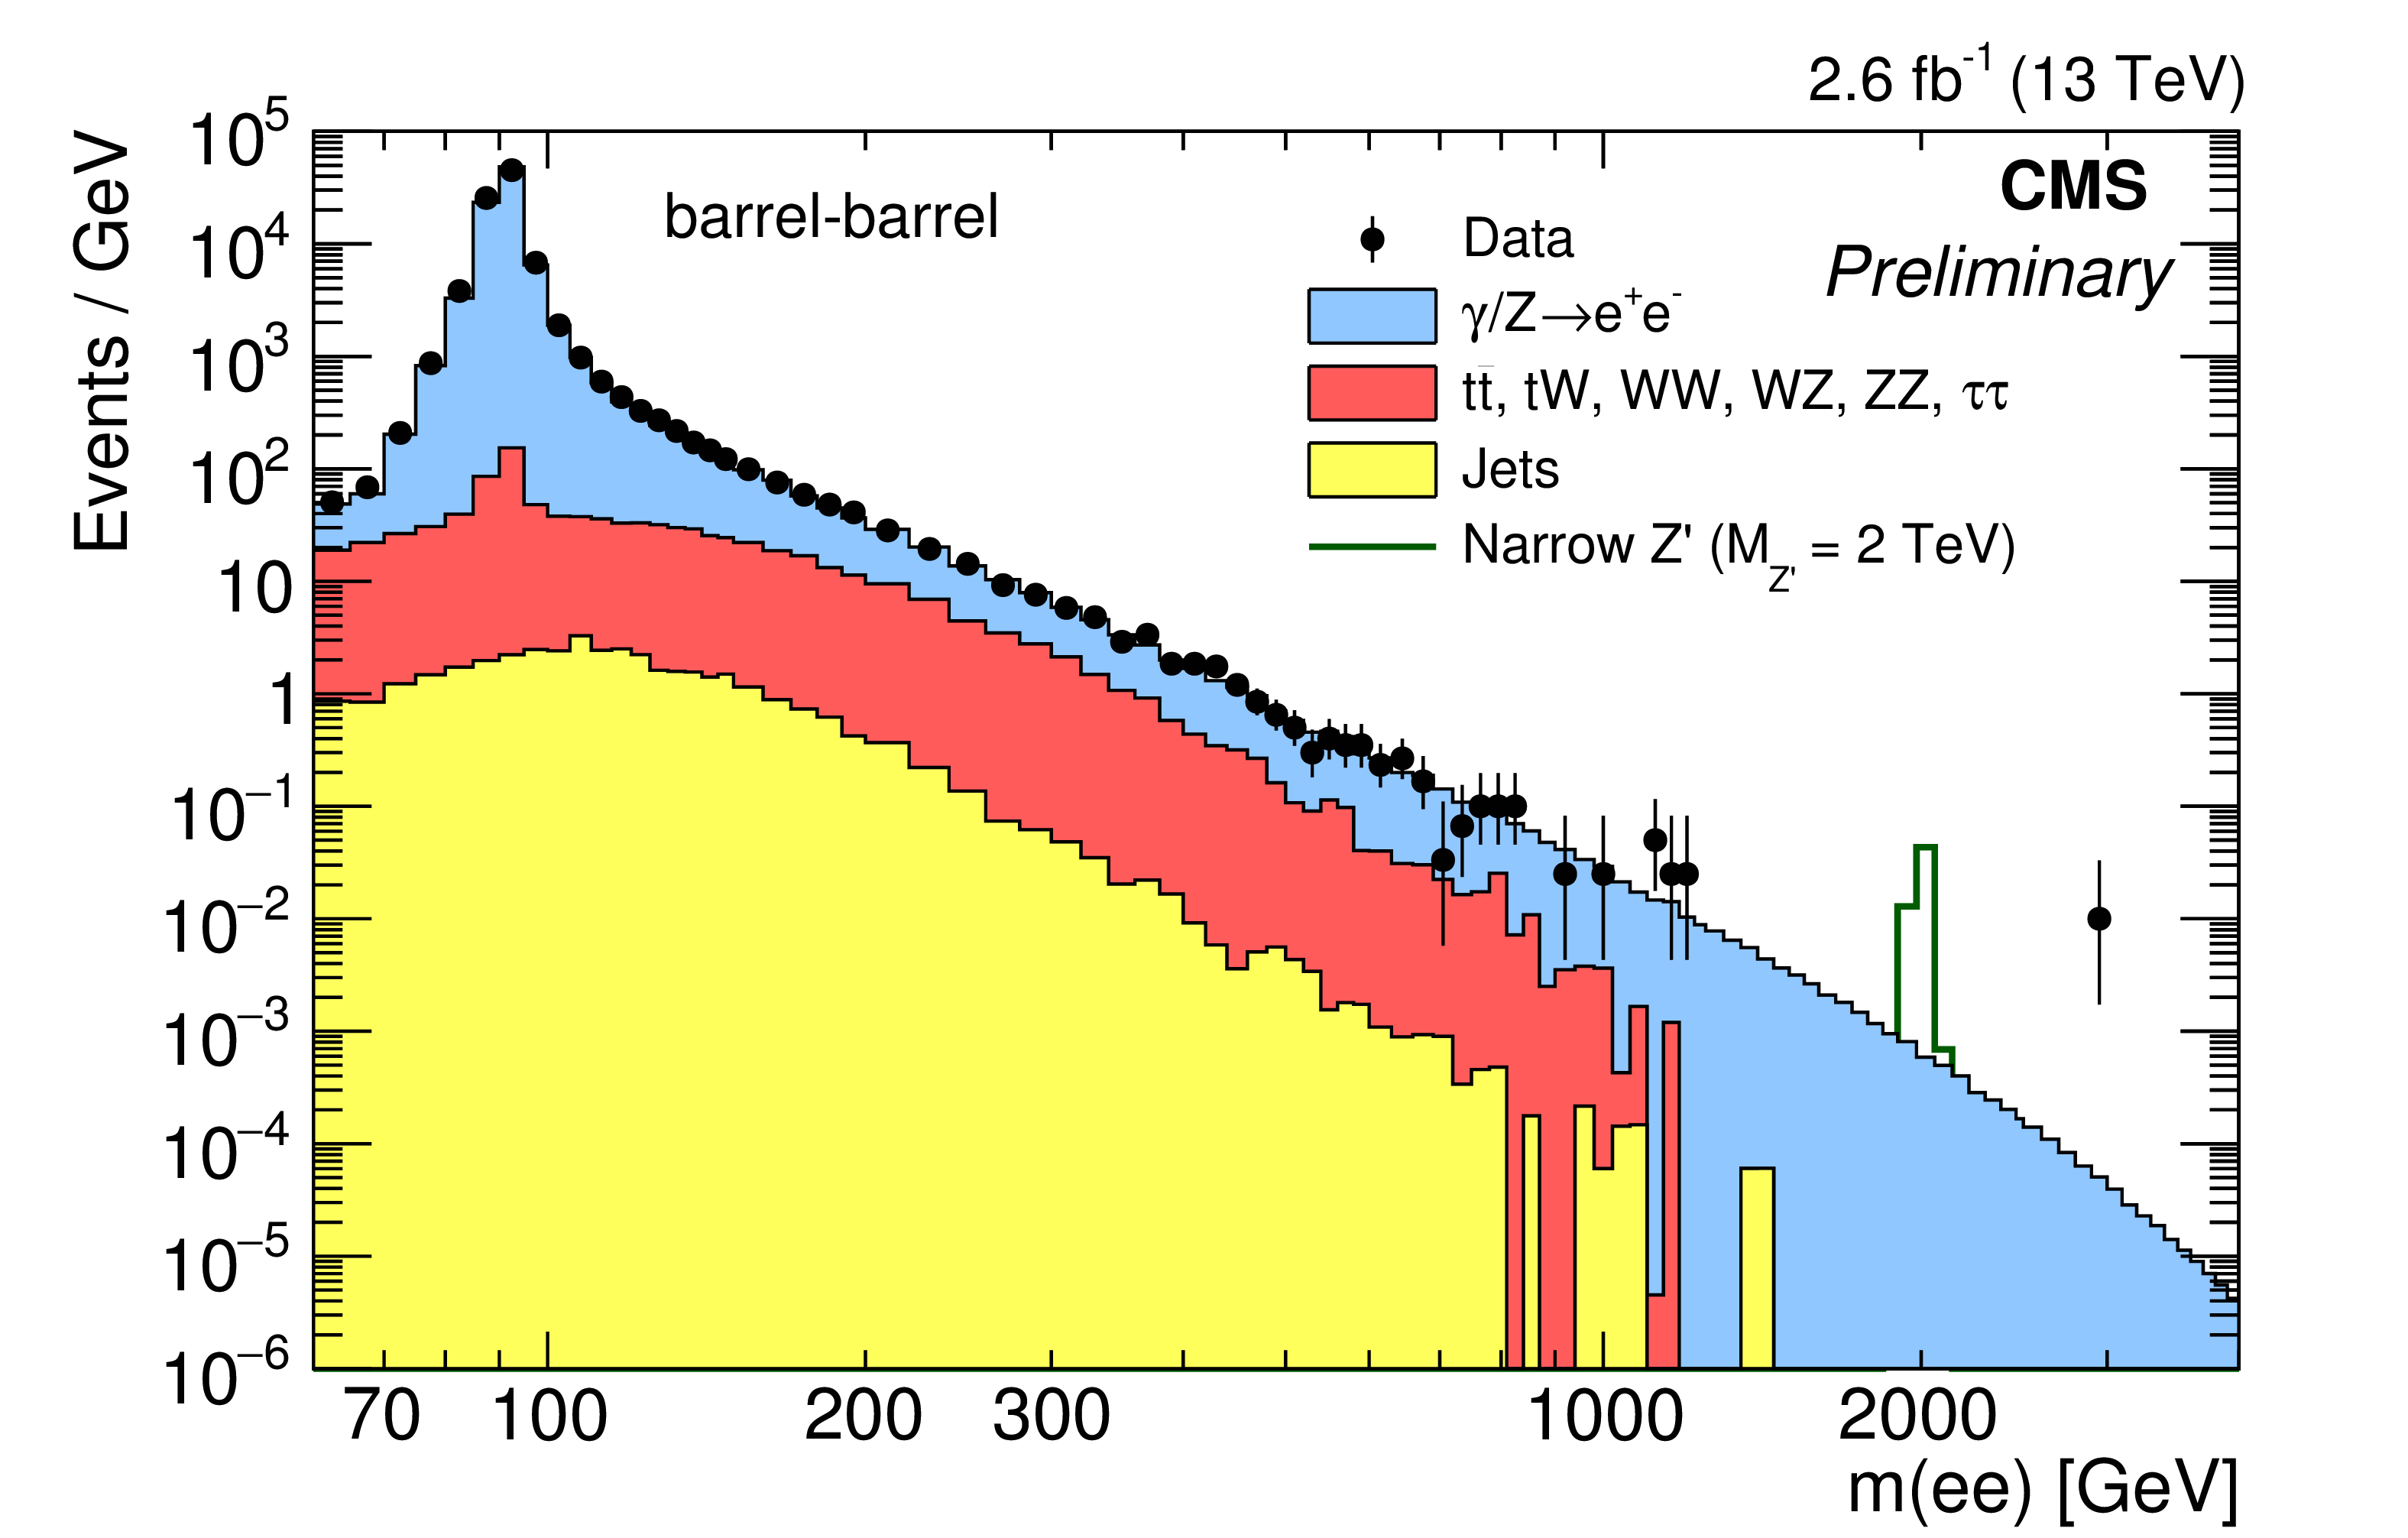 2.6 fb⁻¹ (13 TeV)
CMS
Preliminary
barrel-barrel
Data
γ/Z→e⁺e⁻
tt̄, tW, WW, WZ, ZZ, ττ
Jets
Narrow Z' (M_Z' = 2 TeV)
Events / GeV
10⁵
10⁴
10³
10²
10
1
10⁻¹
10⁻²
10⁻³
10⁻⁴
10⁻⁵
10⁻⁶
70 100 200 300 1000 2000
m(ee) [GeV]